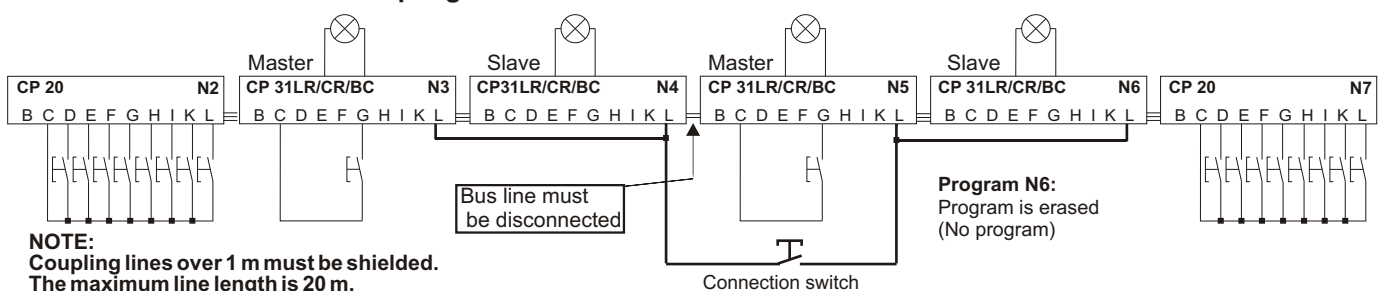 Master
Slave
Master
Slave
CP 20 N2
CP 31LR/CR/BC N3
CP31LR/CR/BC N4
CP 31LR/CR/BC N5
CP 31LR/CR/BC N6
CP 20 N7
B C D E F G H I K L
B C D E F G H I K L
B C D E F G H I K L
B C D E F G H I K L
B C D E F G H I K L
B C D E F G H I K L
Bus line must
be disconnected
Program N6:
Program is erased
(No program)
NOTE:
Coupling lines over 1 m must be shielded.
The maximum line length is 20 m.
Connection switch